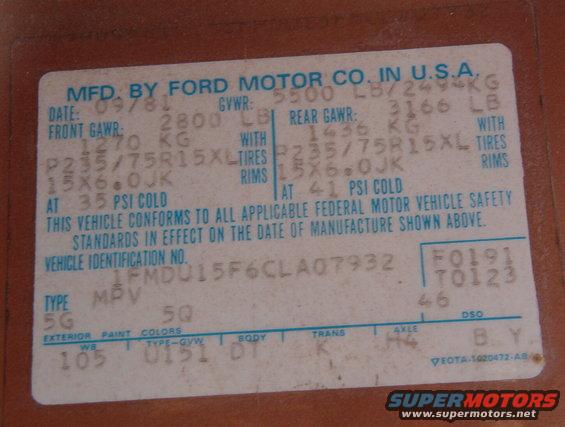 MFD. BY FORD MOTOR CO. IN U.S.A.
DATE: 09/81 GVWR: 5500 LB/2494KG
FRONT GAWR: 2800 LB REAR GAWR: 3166 LB
1270 KG WITH 1436 KG WITH
P235/75R15XL TIRES P235/75R15XL TIRES
15X6.0JK RIMS 15X6.0JK RIMS
AT 35 PSI COLD AT 41 PSI COLD
THIS VEHICLE CONFORMS TO ALL APPLICABLE FEDERAL MOTOR VEHICLE SAFETY
STANDARDS IN EFFECT ON THE DATE OF MANUFACTURE SHOWN ABOVE.
VEHICLE IDENTIFICATION NO. F0191
1FMDU15F6CLA07932 T0123
TYPE MPV 46
5G 5Q DSO
EXTERIOR PAINT COLORS
WB TYPE-GVW BODY TRANS AXLE
105 U151 DT K H4 B Y
EOTA-1020472-AB
SUPERMOTORS
www.supermotors.net